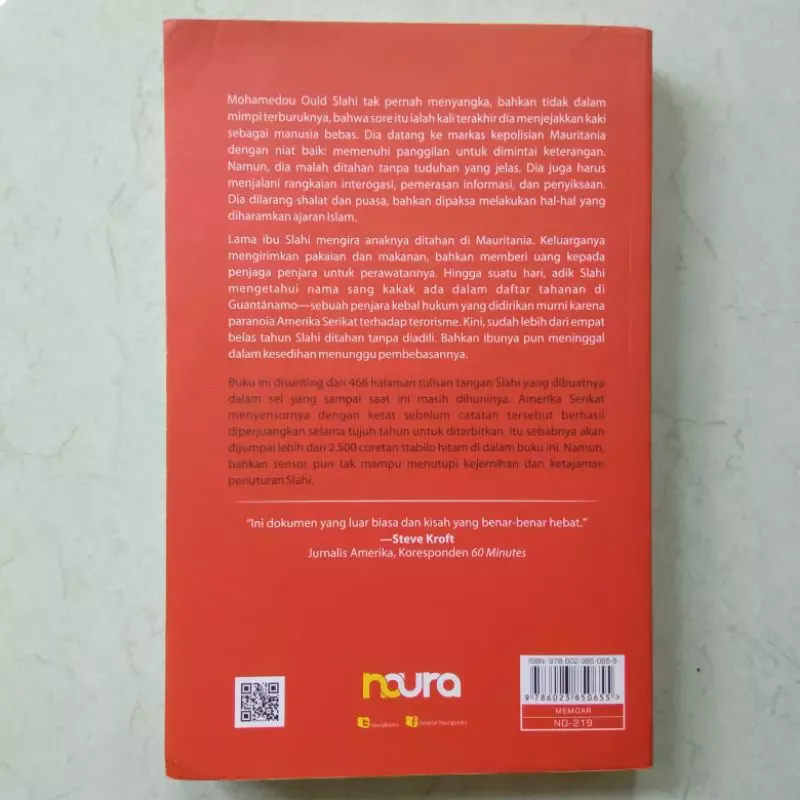 Mohamedou Ould Slahi tak pernah menyangka, bahkan tidak dalam
mimpi terburuknya, bahwa sore itu ialah kali terakhir dia menjejakkan kaki
sebagai manusia bebas. Dia datang ke markas kepolisian Mauritania
dengan niat baik: memenuhi panggilan untuk dimintai keterangan.
Namun, dia malah ditahan tanpa tuduhan yang jelas. Dia juga harus
menjalani rangkaian interogasi, pemerasan informasi, dan penyiksaan.
Dia dilarang shalat dan puasa, bahkan dipaksa melakukan hal-hal yang
diharamkan ajaran Islam.
Lama ibu Slahi mengira anaknya ditahan di Mauritania. Keluarganya
mengirimkan pakaian dan makanan, bahkan memberi uang kepada
penjaga penjara untuk perawatannya. Hingga suatu hari, adik Slahi
mengetahui nama sang kakak ada dalam daftar tahanan di
Guantánamo—sebuah penjara kebal hukum yang didirikan murni karena
paranoia Amerika Serikat terhadap terorisme. Kini, sudah lebih dari empat
belas tahun Slahi ditahan tanpa diadili. Bahkan ibunya pun meninggal
dalam kesedihan menunggu pembebasannya.
Buku ini disunting dari 466 halaman tulisan tangan Slahi yang dibuatnya
dalam sel yang sampai saat ini masih dihuninya. Amerika Serikat
menyensornya dengan ketat sebelum catatan tersebut berhasil
diperjuangkan selama tujuh tahun untuk diterbitkan. Itu sebabnya akan
dijumpai lebih dari 2.500 coretan stabilo hitam di dalam buku ini. Namun,
bahkan sensor pun tak mampu menutupi kejernihan dan ketajaman
penuturan Slahi.
"Ini dokumen yang luar biasa dan kisah yang benar-benar hebat."
—Steve Kroft
Jurnalis Amerika, Koresponden 60 Minutes
ISBN: 978-602-385-065-5
noura
9 786023 850655 >
MEMOAR
ND-219